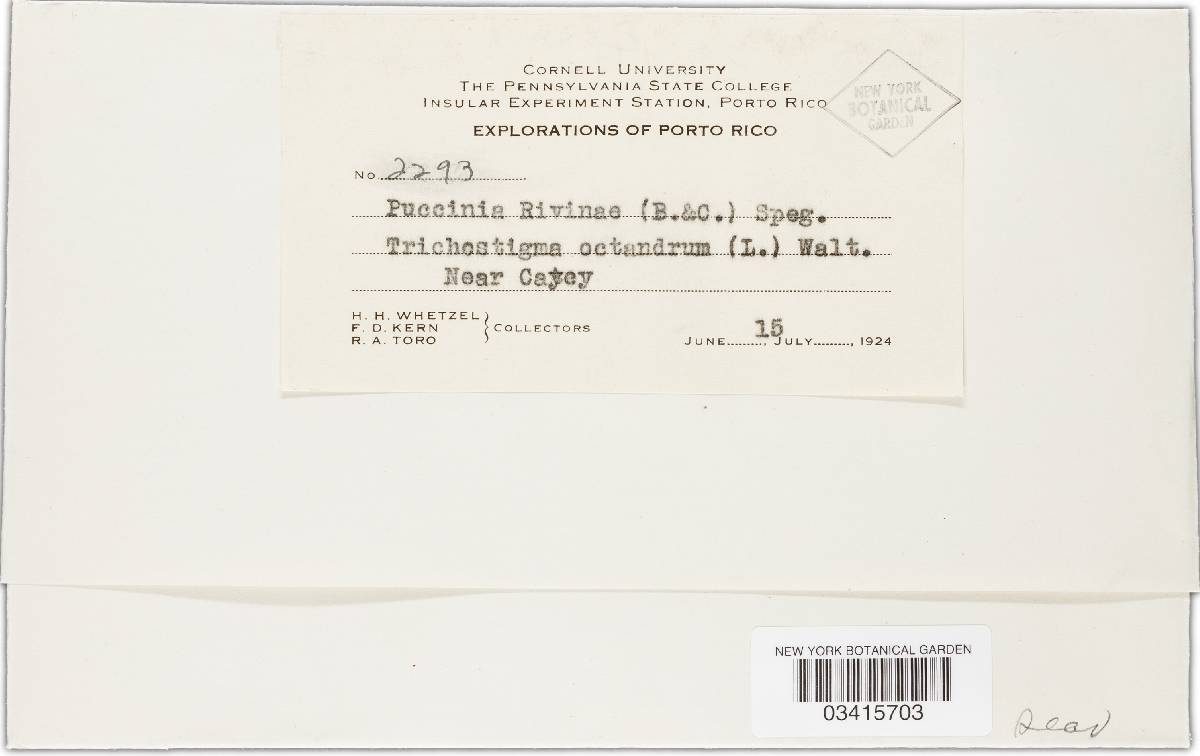 CORNELL UNIVERSITY
THE PENNSYLVANIA STATE COLLEGE
INSULAR EXPERIMENT STATION, PORTO RICO
NEW YORK
BOTANICAL
GARDEN
EXPLORATIONS OF PORTO RICO
No. 2293
Puccinia Rivinae (B.&C.) Speg.
Trichostigma octandrum (L.) Walt.
Near Cayey
H. H. WHETZEL
F. D. KERN
R. A. TORO
COLLECTORS
JUNE........, 15 JULY........, 1924
NEW YORK BOTANICAL GARDEN
03415703